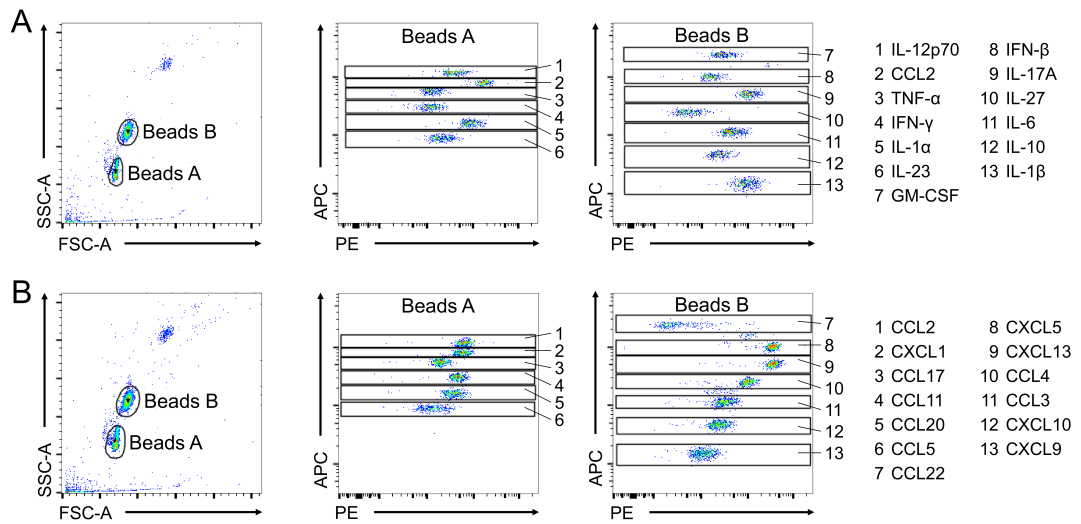 A
SSC-A
FSC-A
Beads B
Beads A
Beads A
APC
PE
1
2
3
4
5
6
Beads B
APC
PE
7
8
9
10
11
12
13
1 IL-12p70 8 IFN-β
2 CCL2 9 IL-17A
3 TNF-α 10 IL-27
4 IFN-γ 11 IL-6
5 IL-1α 12 IL-10
6 IL-23 13 IL-1β
7 GM-CSF
B
SSC-A
FSC-A
Beads B
Beads A
Beads A
APC
PE
1
2
3
4
5
6
Beads B
APC
PE
7
8
9
10
11
12
13
1 CCL2 8 CXCL5
2 CXCL1 9 CXCL13
3 CCL17 10 CCL4
4 CCL11 11 CCL3
5 CCL20 12 CXCL10
6 CCL5 13 CXCL9
7 CCL22